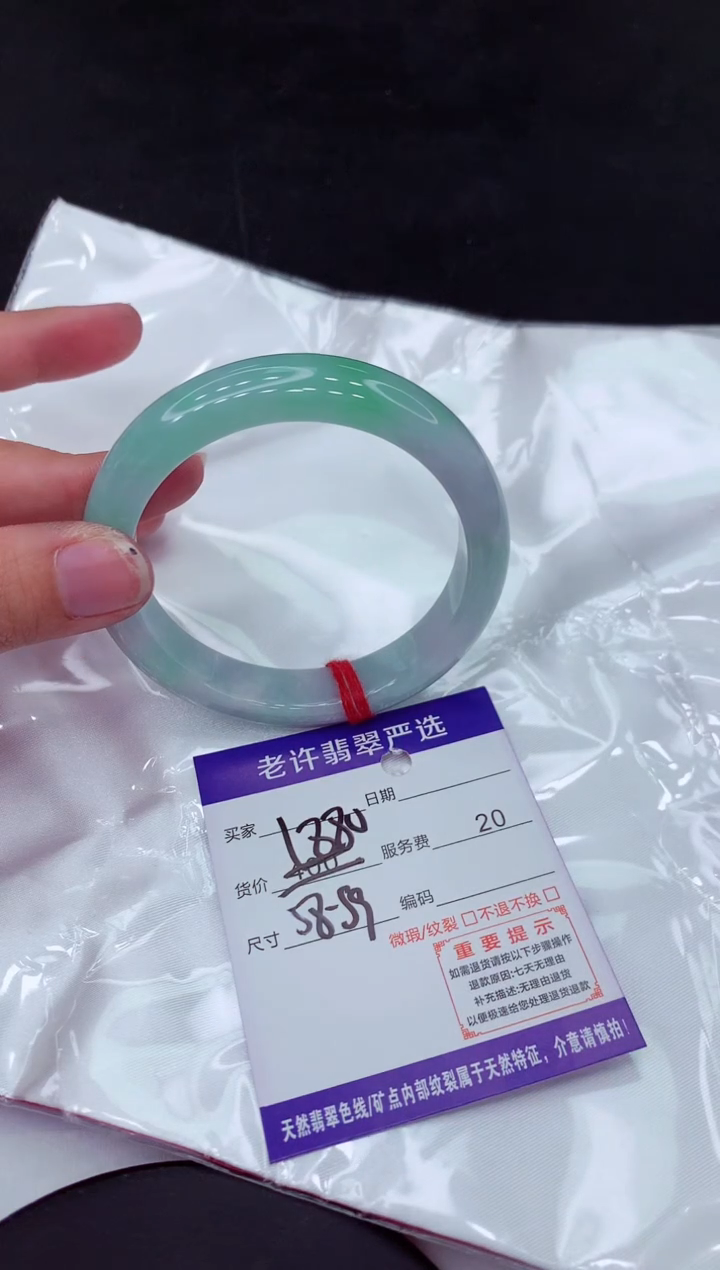 老许翡翠严选
买家 日期
货价 1880 服务费 20
尺寸 58-59 编码
微瑕/纹裂 □不退不换 □
重要提示
如需退货请按以下步骤操作
退款原因:七天无理由
补充描述:无理由退货
以便极速给您处理退货退款
天然翡翠色线/矿点内部纹裂属于天然特征，介意请慎拍!